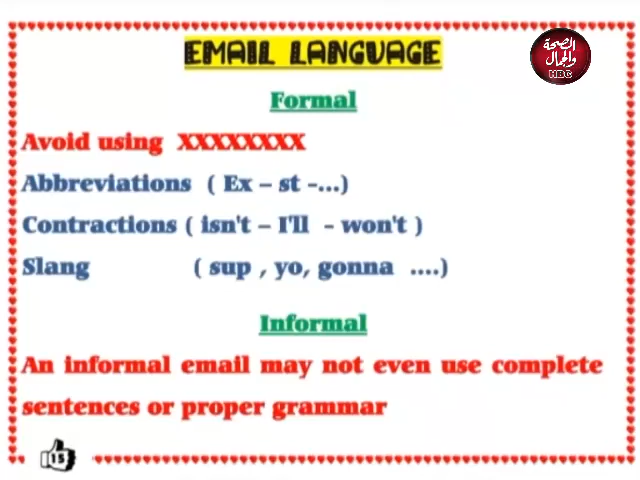 EMAIL LANGUAGE
الصحة
والجمال
HBC
Formal
Avoid using XXXXXXXX
Abbreviations ( Ex – st -...)
Contractions ( isn't – I'll - won't )
Slang ( sup , yo, gonna ....)
Informal
An informal email may not even use complete
sentences or proper grammar
15